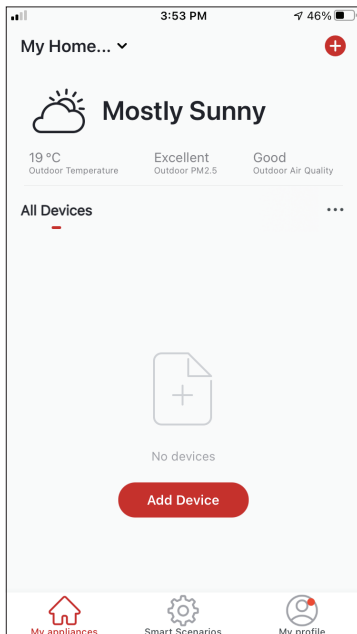 3:53 PM
46%
My Home...
Mostly Sunny
19 °C
Excellent
Good
Outdoor Temperature
Outdoor PM2.5
Outdoor Air Quality
All Devices
No devices
Add Device
My appliances
Smart Scenarios
My profile